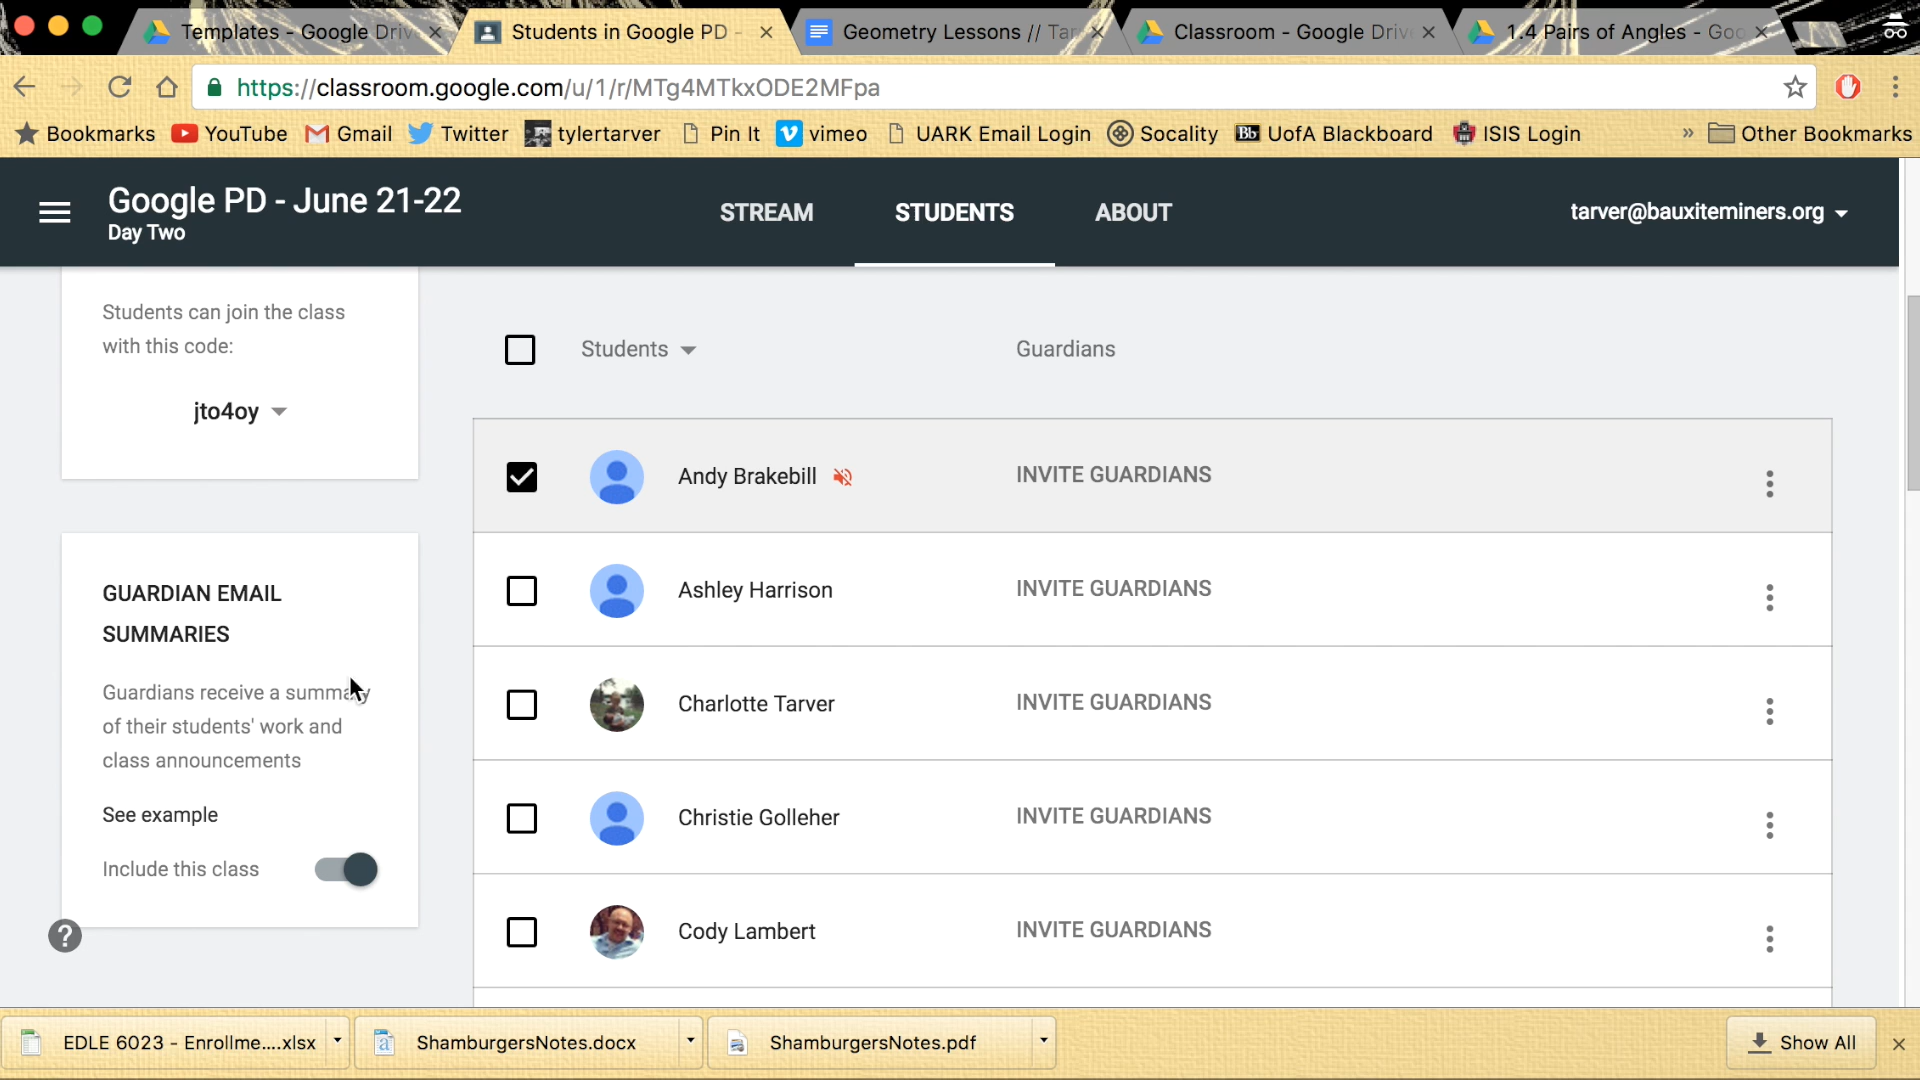 Templates - Google Driv
Students in Google PD -
Geometry Lessons // Tar
Classroom - Google Driv
1.4 Pairs of Angles - Goo
https://classroom.google.com/u/1/r/MTg4MTkxODE2MFpa
Bookmarks
YouTube
Gmail
Twitter
tylertarver
Pin It
vimeo
UARK Email Login
Socality
Bb UofA Blackboard
ISIS Login
»
Other Bookmarks
Google PD - June 21-22
Day Two
STREAM
STUDENTS
ABOUT
tarver@bauxiteminers.org
Students can join the class
with this code:
jto4oy
GUARDIAN EMAIL
SUMMARIES
Guardians receive a summary
of their students' work and
class announcements
See example
Include this class
Students
Guardians
Andy Brakebill
INVITE GUARDIANS
Ashley Harrison
INVITE GUARDIANS
Charlotte Tarver
INVITE GUARDIANS
Christie Golleher
INVITE GUARDIANS
Cody Lambert
INVITE GUARDIANS
?
EDLE 6023 - Enrollme....xlsx
ShamburgersNotes.docx
ShamburgersNotes.pdf
Show All